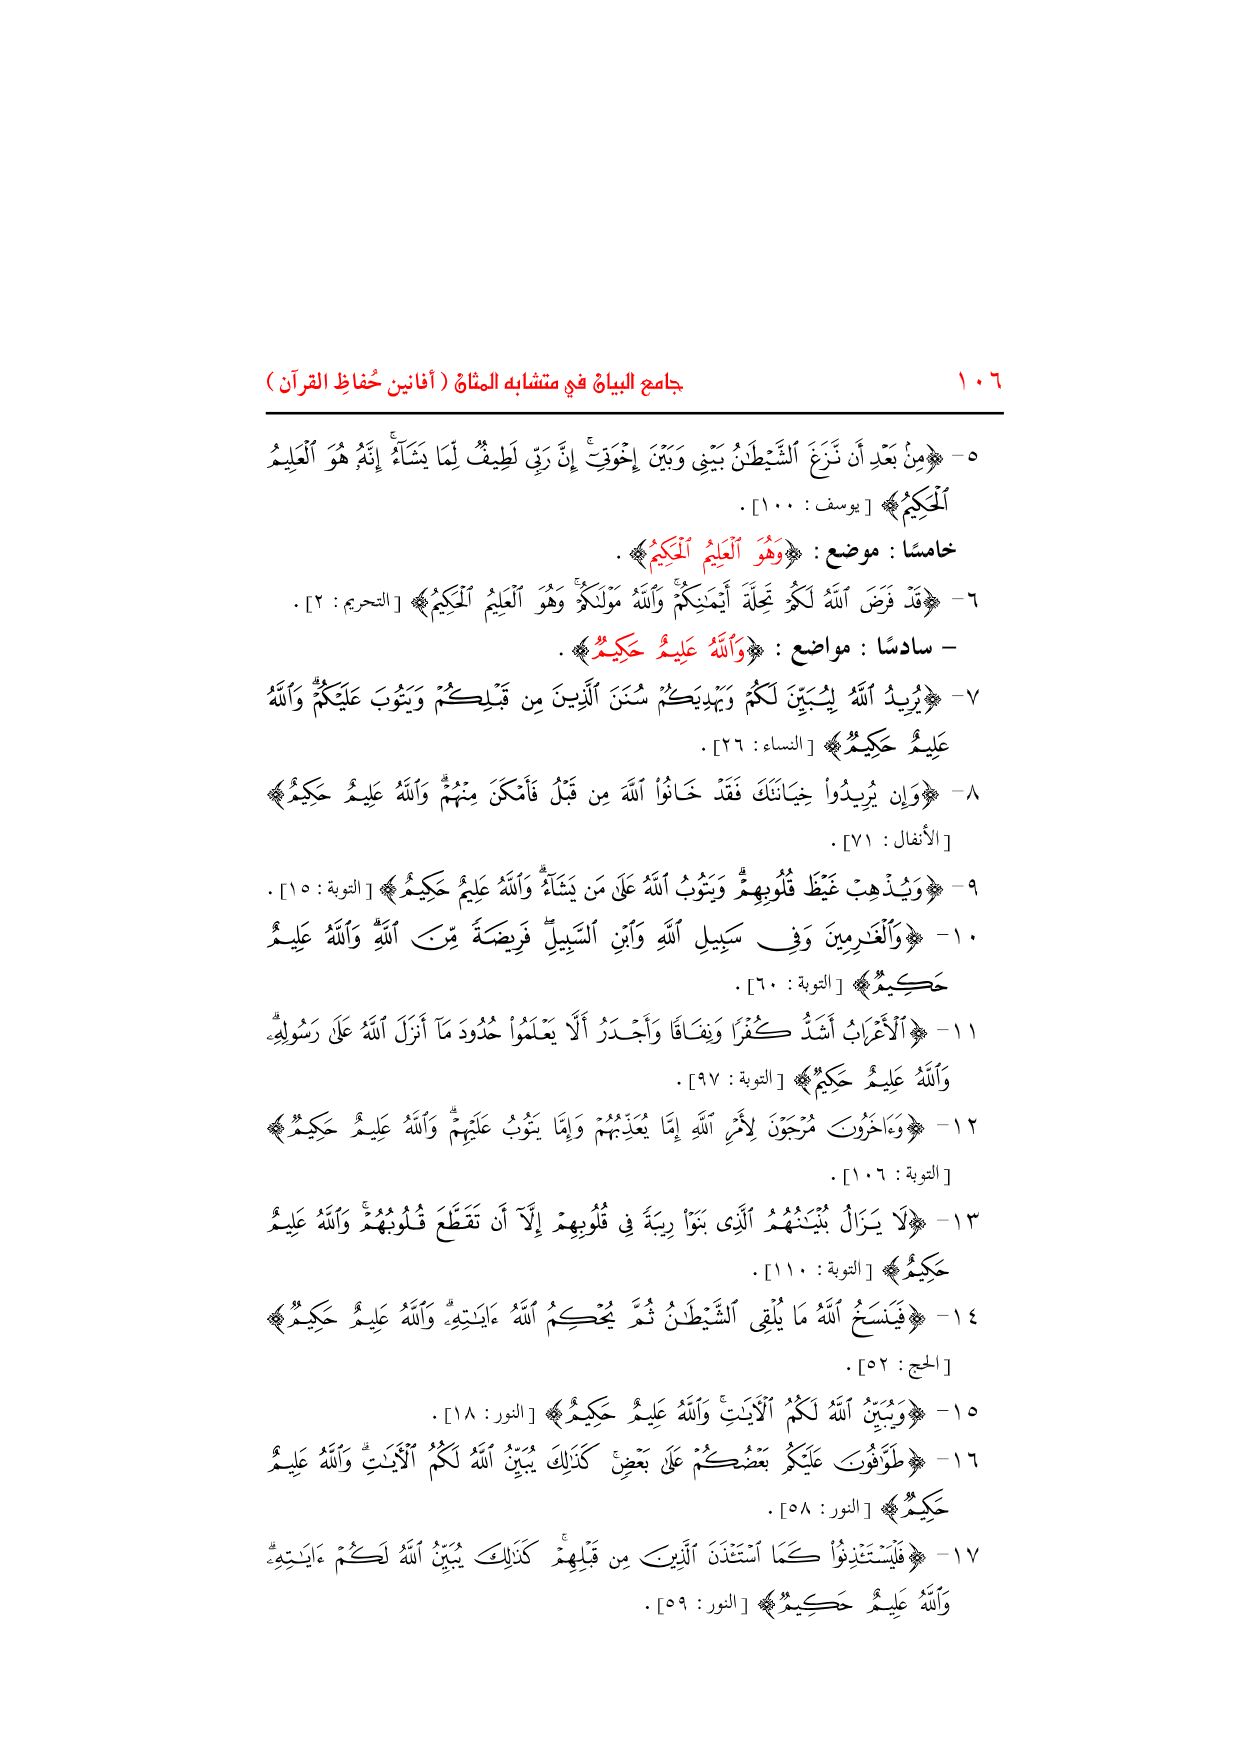 ١٠٦ جامع البيان في متشابه المثان ( أفانين حُفاظِ القرآن )
٥- ﴿مِنۢ بَعْدِ أَن نَّزَغَ ٱلشَّيْطَٰنُ بَيْنِى وَبَيْنَ إِخْوَتِىٓ ۚ إِنَّ رَبِّى لَطِيفٌ لِّمَا يَشَآءُ ۚ إِنَّهُۥ هُوَ ٱلْعَلِيمُ
ٱلْحَكِيمُ﴾ [يوسف : ١٠٠] .
خامسًا : موضع : ﴿وَهُوَ ٱلْعَلِيمُ ٱلْحَكِيمُ﴾ .
٦- ﴿قَدْ فَرَضَ ٱللَّهُ لَكُمْ تَحِلَّةَ أَيْمَٰنِكُمْ ۚ وَٱللَّهُ مَوْلَىٰكُمْ ۖ وَهُوَ ٱلْعَلِيمُ ٱلْحَكِيمُ﴾ [التحريم : ٢] .
– سادسًا : مواضع : ﴿وَٱللَّهُ عَلِيمٌ حَكِيمٌ﴾ .
٧- ﴿يُرِيدُ ٱللَّهُ لِيُبَيِّنَ لَكُمْ وَيَهْدِيَكُمْ سُنَنَ ٱلَّذِينَ مِن قَبْلِكُمْ وَيَتُوبَ عَلَيْكُمْ ۗ وَٱللَّهُ
عَلِيمٌ حَكِيمٌ﴾ [النساء : ٢٦] .
٨- ﴿وَإِن يُرِيدُوا۟ خِيَانَتَكَ فَقَدْ خَانُوا۟ ٱللَّهَ مِن قَبْلُ فَأَمْكَنَ مِنْهُمْ ۗ وَٱللَّهُ عَلِيمٌ حَكِيمٌ﴾
[الأنفال : ٧١] .
٩- ﴿وَيُذْهِبْ غَيْظَ قُلُوبِهِمْ ۗ وَيَتُوبُ ٱللَّهُ عَلَىٰ مَن يَشَآءُ ۗ وَٱللَّهُ عَلِيمٌ حَكِيمٌ﴾ [التوبة : ١٥] .
١٠- ﴿وَٱلْغَٰرِمِينَ وَفِى سَبِيلِ ٱللَّهِ وَٱبْنِ ٱلسَّبِيلِ ۖ فَرِيضَةً مِّنَ ٱللَّهِ ۗ وَٱللَّهُ عَلِيمٌ
حَكِيمٌ﴾ [التوبة : ٦٠] .
١١- ﴿ٱلْأَعْرَابُ أَشَدُّ كُفْرًا وَنِفَاقًا وَأَجْدَرُ أَلَّا يَعْلَمُوا۟ حُدُودَ مَآ أَنزَلَ ٱللَّهُ عَلَىٰ رَسُولِهِۦ ۗ
وَٱللَّهُ عَلِيمٌ حَكِيمٌ﴾ [التوبة : ٩٧] .
١٢- ﴿وَءَاخَرُونَ مُرْجَوْنَ لِأَمْرِ ٱللَّهِ إِمَّا يُعَذِّبُهُمْ وَإِمَّا يَتُوبُ عَلَيْهِمْ ۗ وَٱللَّهُ عَلِيمٌ حَكِيمٌ﴾
[التوبة : ١٠٦] .
١٣- ﴿لَا يَزَالُ بُنْيَٰنُهُمُ ٱلَّذِى بَنَوْا۟ رِيبَةً فِى قُلُوبِهِمْ إِلَّآ أَن تَقَطَّعَ قُلُوبُهُمْ ۗ وَٱللَّهُ عَلِيمٌ
حَكِيمٌ﴾ [التوبة : ١١٠] .
١٤- ﴿فَيَنسَخُ ٱللَّهُ مَا يُلْقِى ٱلشَّيْطَٰنُ ثُمَّ يُحْكِمُ ٱللَّهُ ءَايَٰتِهِۦ ۗ وَٱللَّهُ عَلِيمٌ حَكِيمٌ﴾
[الحج : ٥٢] .
١٥- ﴿وَيُبَيِّنُ ٱللَّهُ لَكُمُ ٱلْءَايَٰتِ ۚ وَٱللَّهُ عَلِيمٌ حَكِيمٌ﴾ [النور : ١٨] .
١٦- ﴿طَوَّٰفُونَ عَلَيْكُم بَعْضُكُمْ عَلَىٰ بَعْضٍ ۚ كَذَٰلِكَ يُبَيِّنُ ٱللَّهُ لَكُمُ ٱلْءَايَٰتِ ۗ وَٱللَّهُ عَلِيمٌ
حَكِيمٌ﴾ [النور : ٥٨] .
١٧- ﴿فَلْيَسْتَـْٔذِنُوا۟ كَمَا ٱسْتَـْٔذَنَ ٱلَّذِينَ مِن قَبْلِهِمْ ۚ كَذَٰلِكَ يُبَيِّنُ ٱللَّهُ لَكُمْ ءَايَٰتِهِۦ ۗ
وَٱللَّهُ عَلِيمٌ حَكِيمٌ﴾ [النور : ٥٩] .